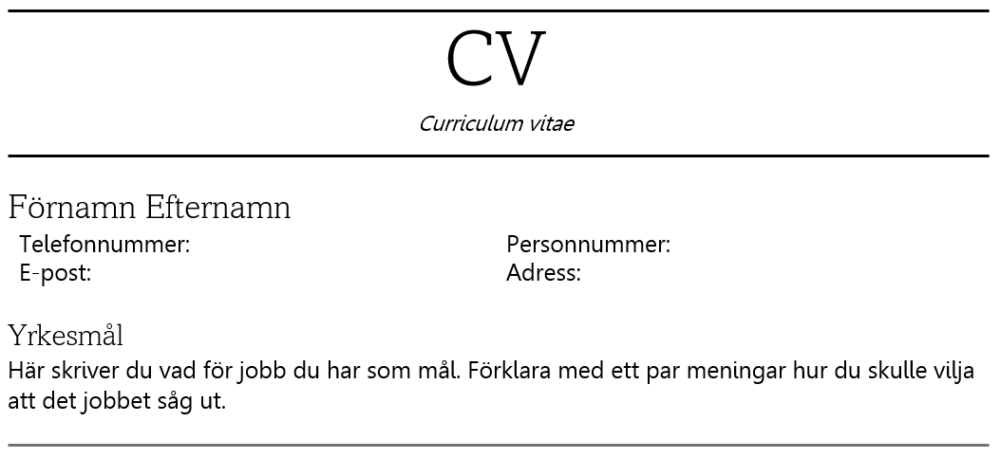 CV
Curriculum vitae
Förnamn Efternamn
Telefonnummer: Personnummer:
E-post: Adress:
Yrkesmål
Här skriver du vad för jobb du har som mål. Förklara med ett par meningar hur du skulle vilja
att det jobbet såg ut.